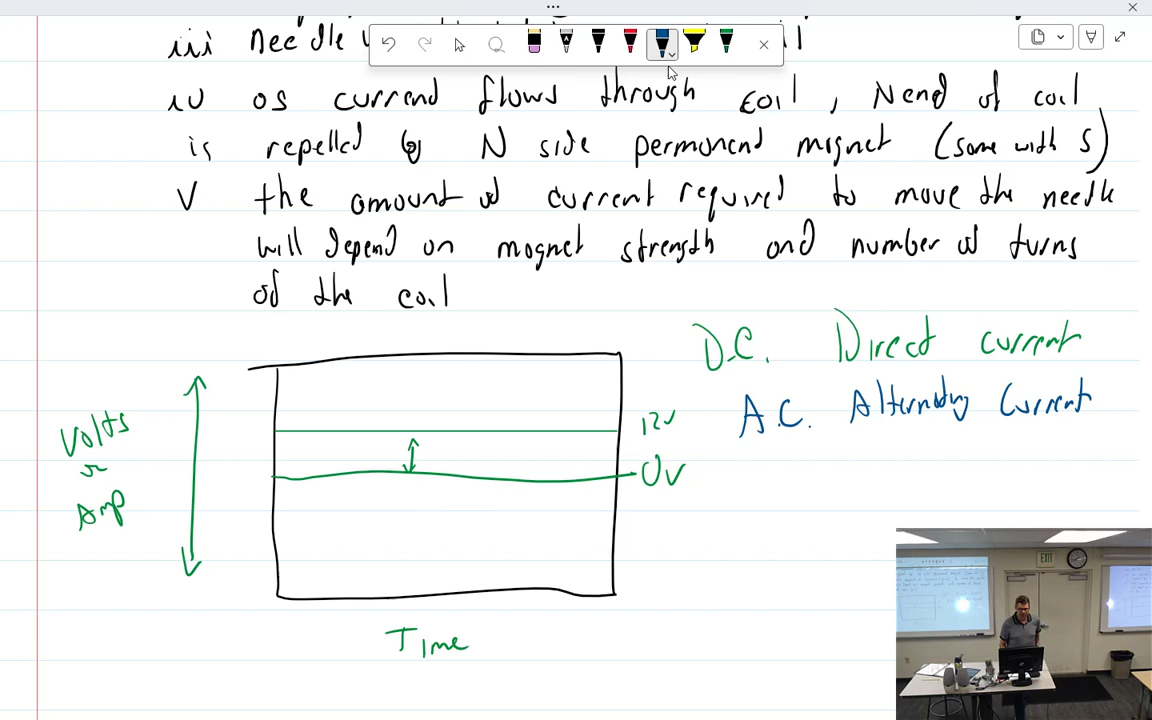 iii needle
iv as current flows through coil, N end of coil
is repelled by N side permanend magnet (same with S)
V the amount of current required to move the needle
will depend on magnet strength and number of turns
of the coil
D.C. Direct current
A.C. Alternating Current
12V
0V
Volts
or
Amp
Time
EXIT